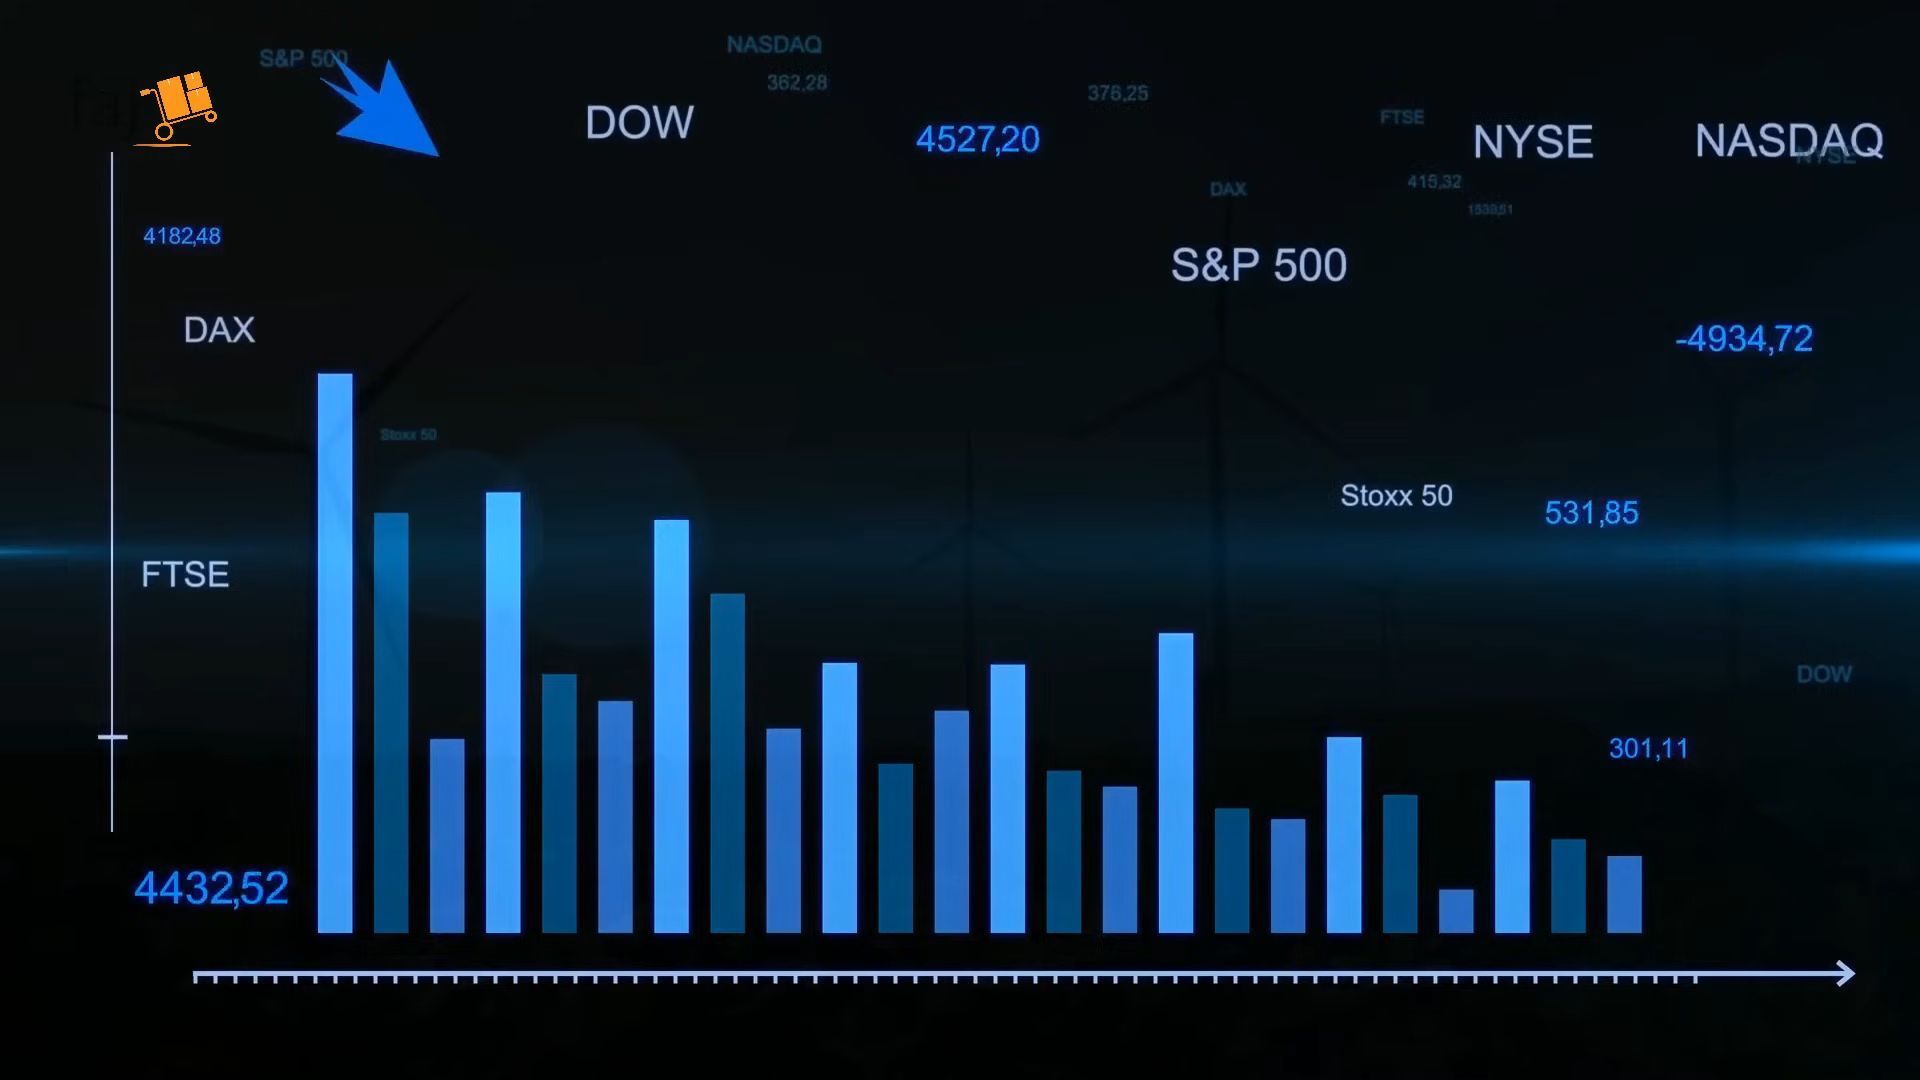 S&P 500
NASDAQ
362,28
376,25
DOW
4527,20
FTSE
NYSE
NASDAQ
NYSE
DAX
415,32
4182,48
S&P 500
DAX
-4934,72
Stoxx 50
Stoxx 50
531,85
FTSE
DOW
301,11
4432,52